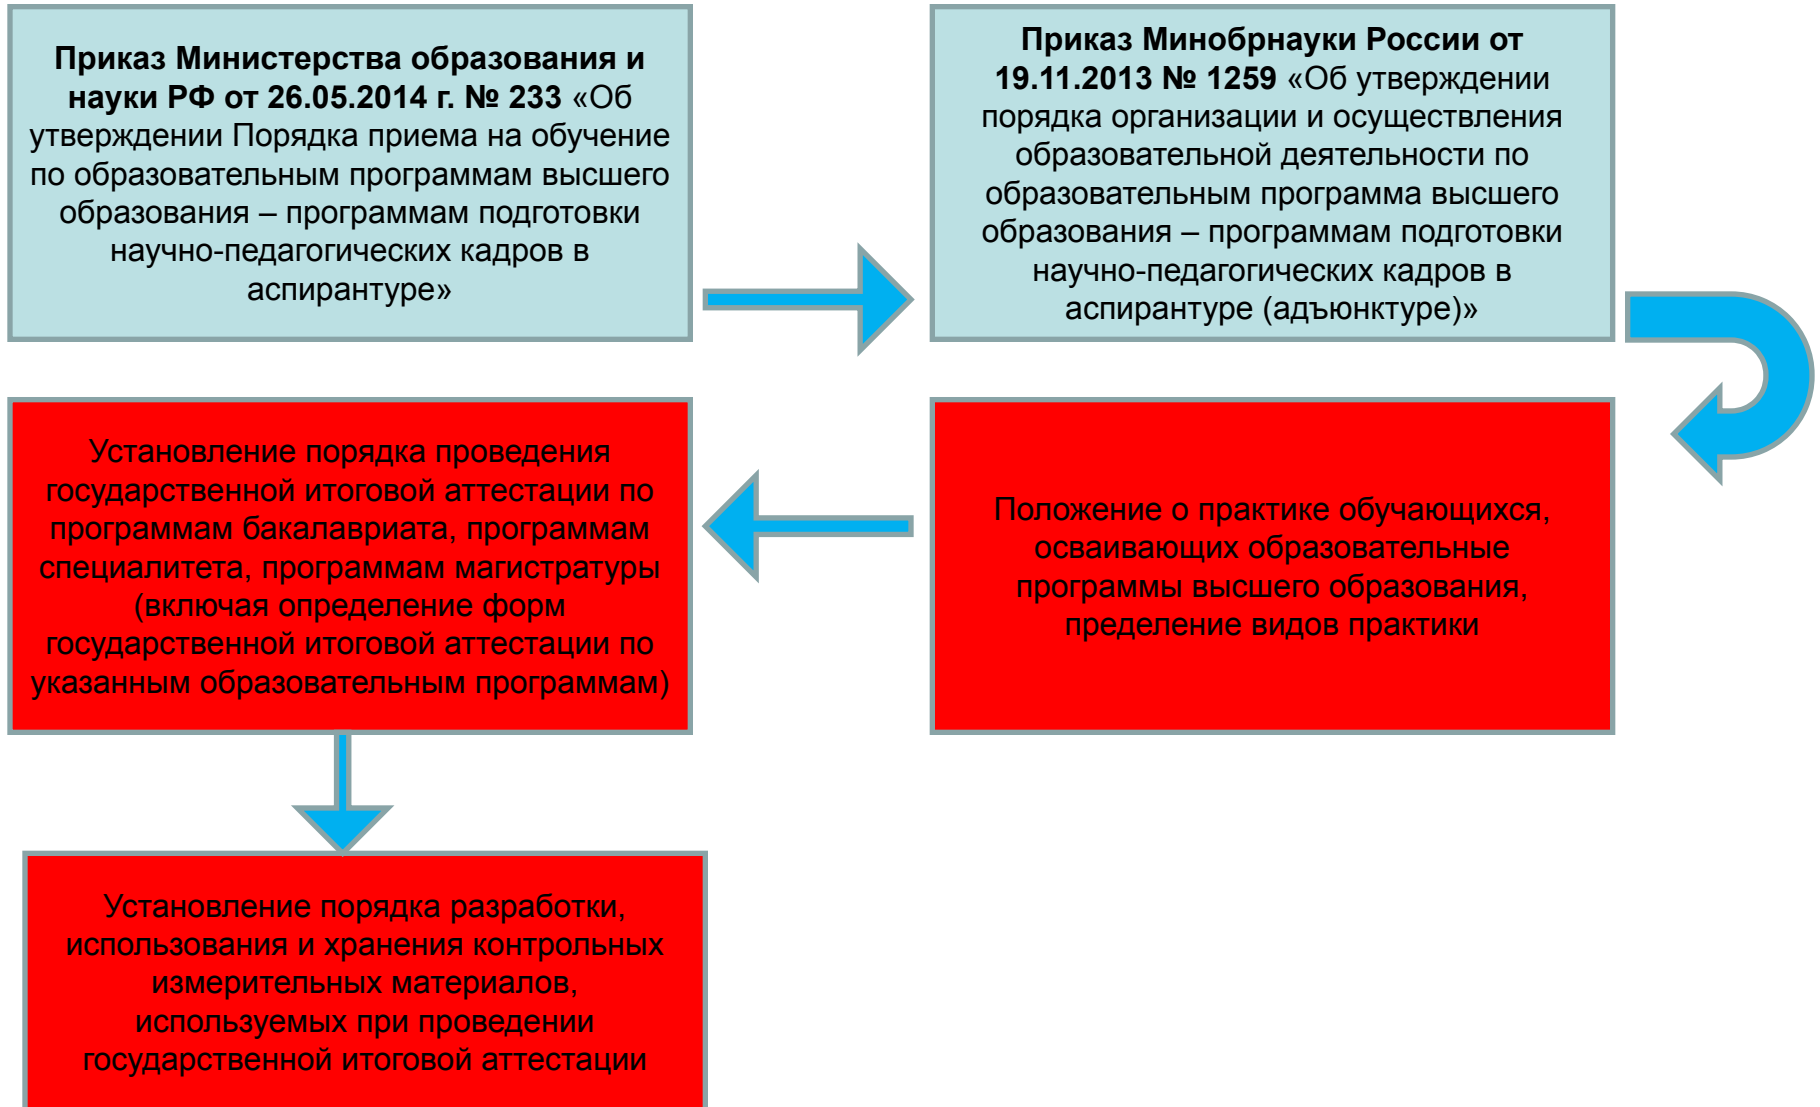 Приказ Министерства образования и
науки РФ от 26.05.2014 г. № 233 «Об
утверждении Порядка приема на обучение
по образовательным программам высшего
образования – программам подготовки
научно-педагогических кадров в
аспирантуре»
Приказ Минобрнауки России от
19.11.2013 № 1259 «Об утверждении
порядка организации и осуществления
образовательной деятельности по
образовательным программа высшего
образования – программам подготовки
научно-педагогических кадров в
аспирантуре (адъюнктуре)»
Положение о практике обучающихся,
осваивающих образовательные
программы высшего образования,
пределение видов практики
Установление порядка проведения
государственной итоговой аттестации по
программам бакалавриата, программам
специалитета, программам магистратуры
(включая определение форм
государственной итоговой аттестации по
указанным образовательным программам)
Установление порядка разработки,
использования и хранения контрольных
измерительных материалов,
используемых при проведении
государственной итоговой аттестации